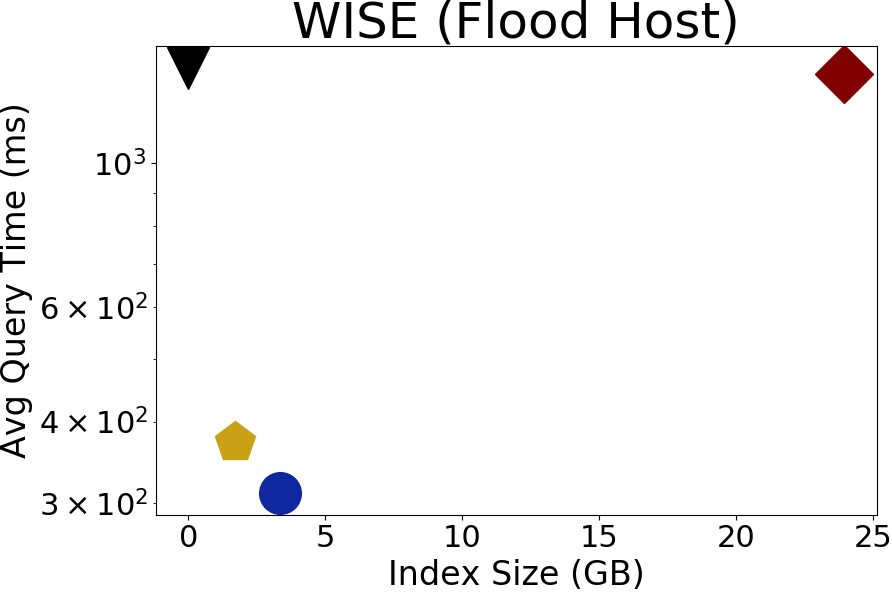 WISE (Flood Host)
Avg Query Time (ms)
10³
6 × 10²
4 × 10²
3 × 10²
0 5 10 15 20 25
Index Size (GB)